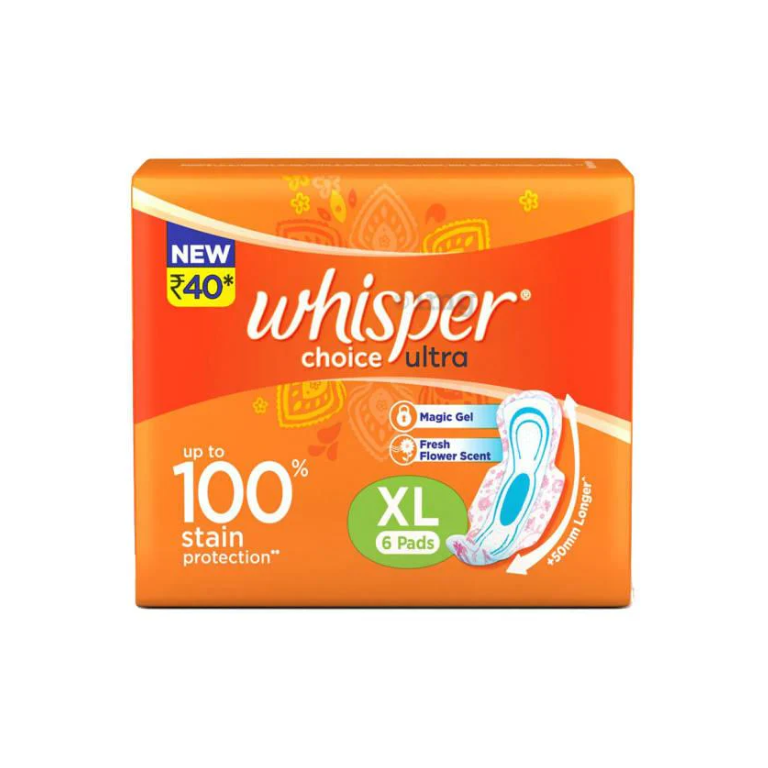 NEW
₹40*
whisper®
choice ultra
Magic Gel
Fresh
Flower Scent
up to
100%
stain
protection**
XL
6 Pads
+50mm Longer^